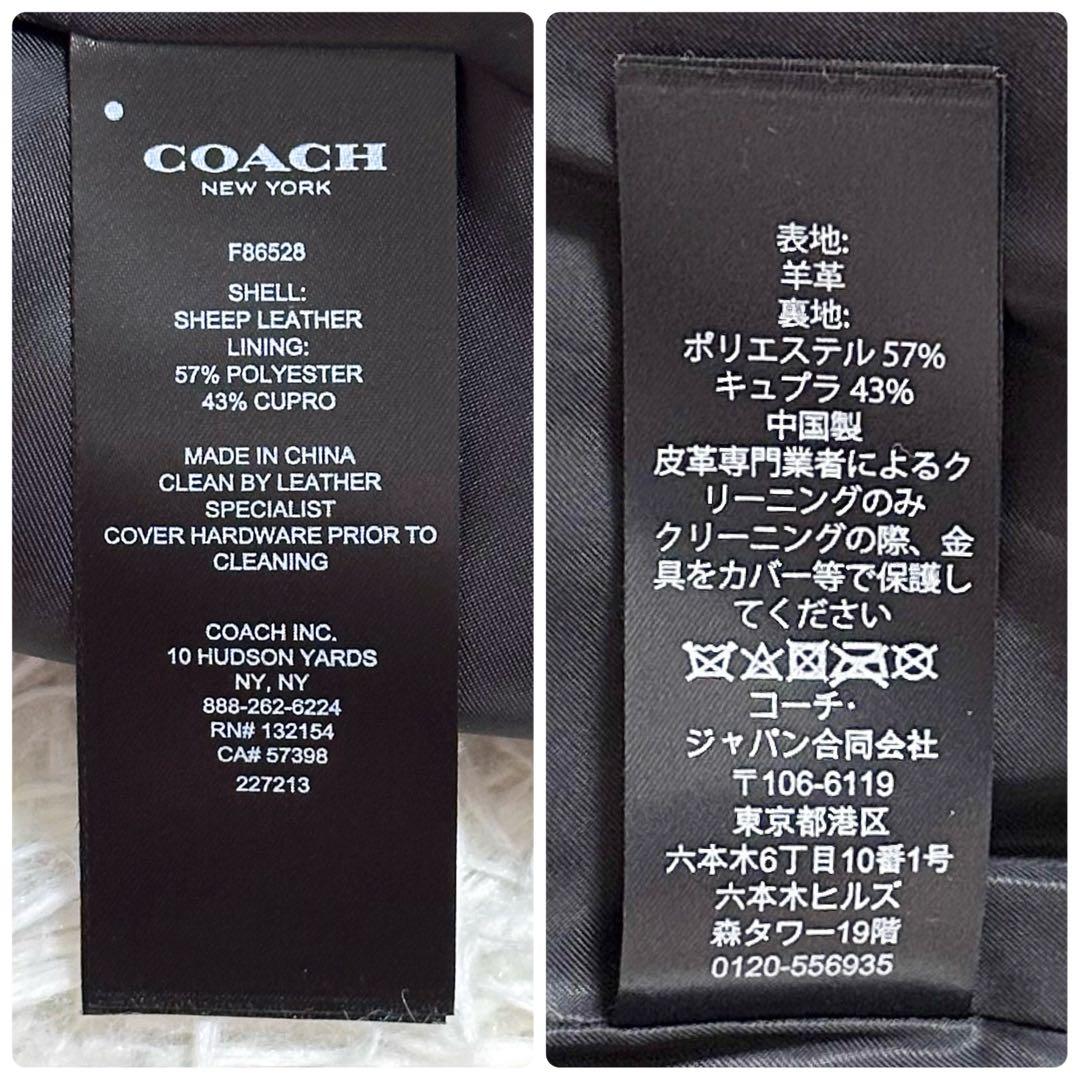 COACH
NEW YORK
F86528
SHELL:
SHEEP LEATHER
LINING:
57% POLYESTER
43% CUPRO
MADE IN CHINA
CLEAN BY LEATHER
SPECIALIST
COVER HARDWARE PRIOR TO
CLEANING
COACH INC.
10 HUDSON YARDS
NY, NY
888-262-6224
RN# 132154
CA# 57398
227213
表地:
羊革
裏地:
ポリエステル 57%
キュプラ 43%
中国製
皮革専門業者によるク
リーニングのみ
クリーニングの際、金
具をカバー等で保護し
てください
コーチ・
ジャパン合同会社
〒106-6119
東京都港区
六本木6丁目10番1号
六本木ヒルズ
森タワー19階
0120-556935